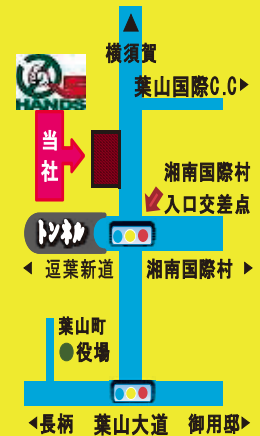 ▲
横須賀
葉山国際C.C▶
HANDS
当社
湘南国際村
入口交差点
トンネル
◀ 逗葉新道
湘南国際村 ▶
葉山町
●役場
◀長柄
葉山大道
御用邸▶